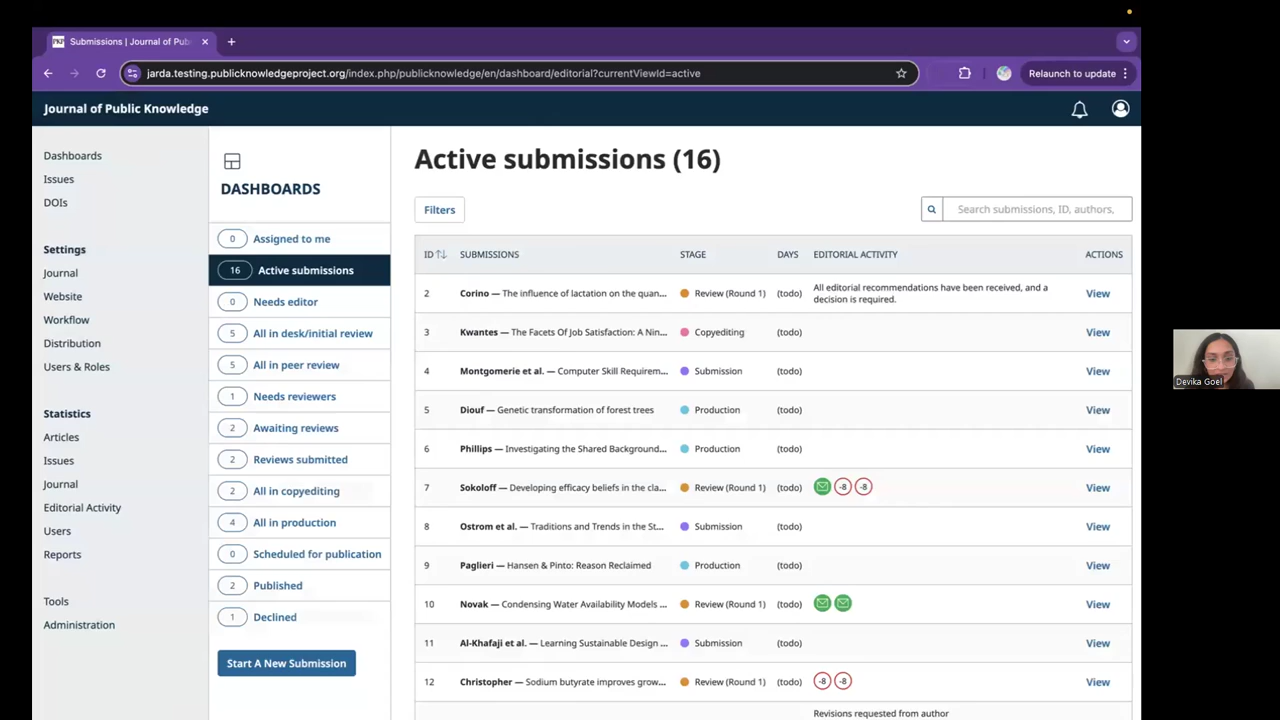 Submissions | Journal of Pub
jarda.testing.publicknowledgeproject.org/index.php/publicknowledge/en/dashboard/editorial?currentViewId=active
Relaunch to update
Journal of Public Knowledge
Dashboards
Issues
DOIs
Settings
Journal
Website
Workflow
Distribution
Users & Roles
Statistics
Articles
Issues
Journal
Editorial Activity
Users
Reports
Tools
Administration
DASHBOARDS
0 Assigned to me
16 Active submissions
0 Needs editor
5 All in desk/initial review
5 All in peer review
1 Needs reviewers
2 Awaiting reviews
2 Reviews submitted
2 All in copyediting
4 All in production
0 Scheduled for publication
2 Published
1 Declined
Start A New Submission
Active submissions (16)
Filters
Search submissions, ID, authors,
ID SUBMISSIONS STAGE DAYS EDITORIAL ACTIVITY ACTIONS
2 Corino — The influence of lactation on the quan... Review (Round 1) (todo) All editorial recommendations have been received, and a decision is required. View
3 Kwantes — The Facets Of Job Satisfaction: A Nin... Copyediting (todo) View
4 Montgomerie et al. — Computer Skill Requirem... Submission (todo) View
5 Diouf — Genetic transformation of forest trees Production (todo) View
6 Phillips — Investigating the Shared Background... Production (todo) View
7 Sokoloff — Developing efficacy beliefs in the cla... Review (Round 1) (todo) -8 -8 View
8 Ostrom et al. — Traditions and Trends in the St... Submission (todo) View
9 Paglieri — Hansen & Pinto: Reason Reclaimed Production (todo) View
10 Novak — Condensing Water Availability Models ... Review (Round 1) (todo) View
11 Al-Khafaji et al. — Learning Sustainable Design ... Submission (todo) View
12 Christopher — Sodium butyrate improves grow... Review (Round 1) (todo) -8 -8 View
Revisions requested from author
Devika Goel